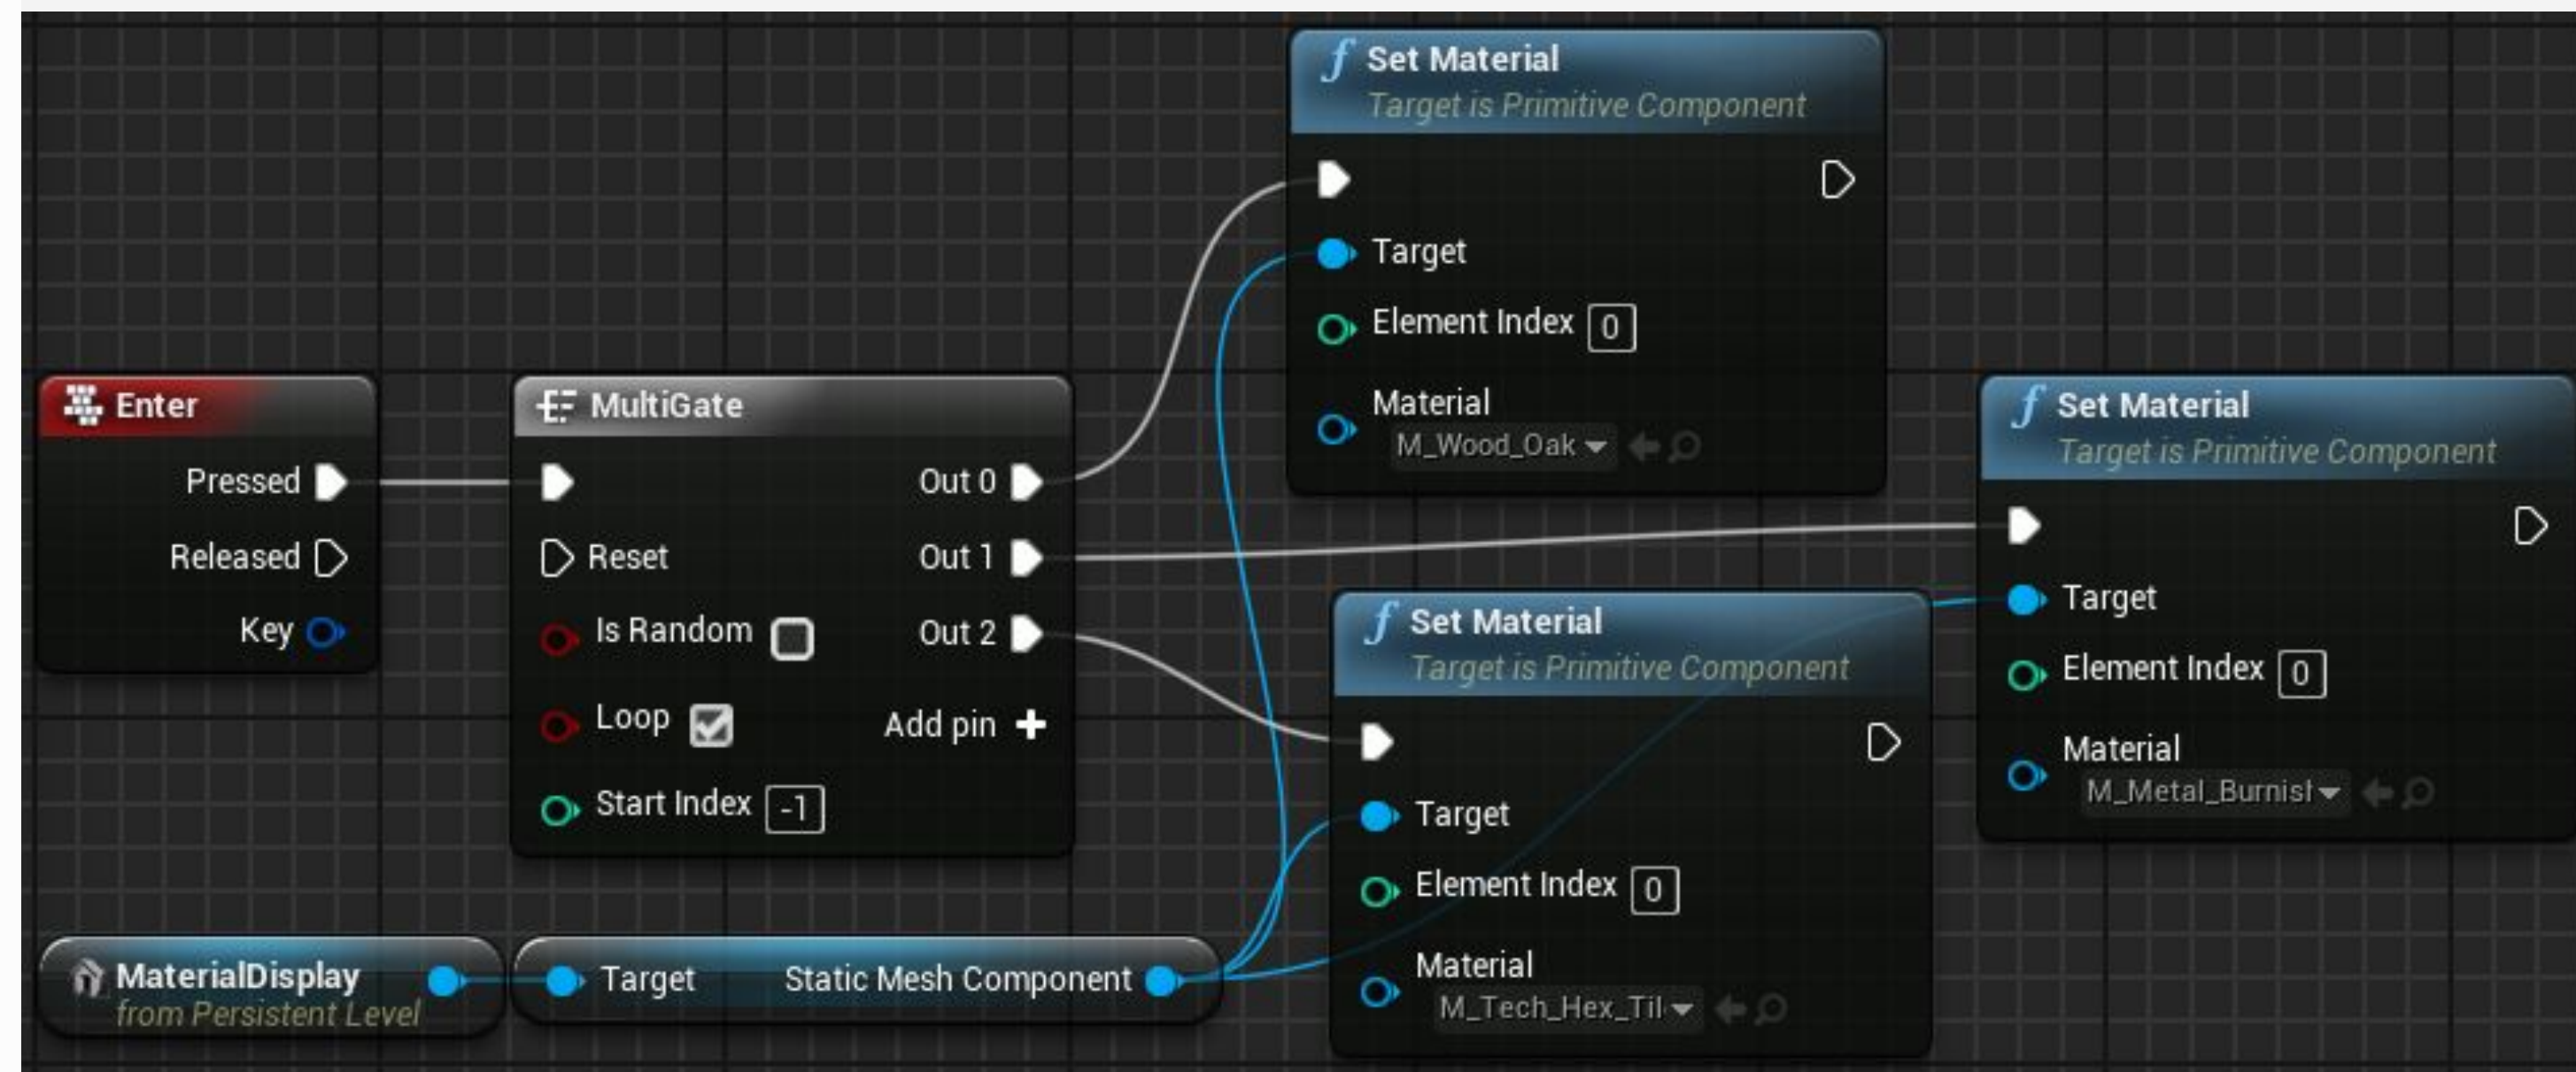 Enter
Pressed
Released
Key
MultiGate
Out 0
Reset
Out 1
Is Random
Out 2
Loop
Add pin
Start Index -1
MaterialDisplay
from Persistent Level
Target
Static Mesh Component
Set Material
Target is Primitive Component
Target
Element Index 0
Material
M_Wood_Oak
Set Material
Target is Primitive Component
Target
Element Index 0
Material
M_Tech_Hex_Til
Set Material
Target is Primitive Component
Target
Element Index 0
Material
M_Metal_Burnis